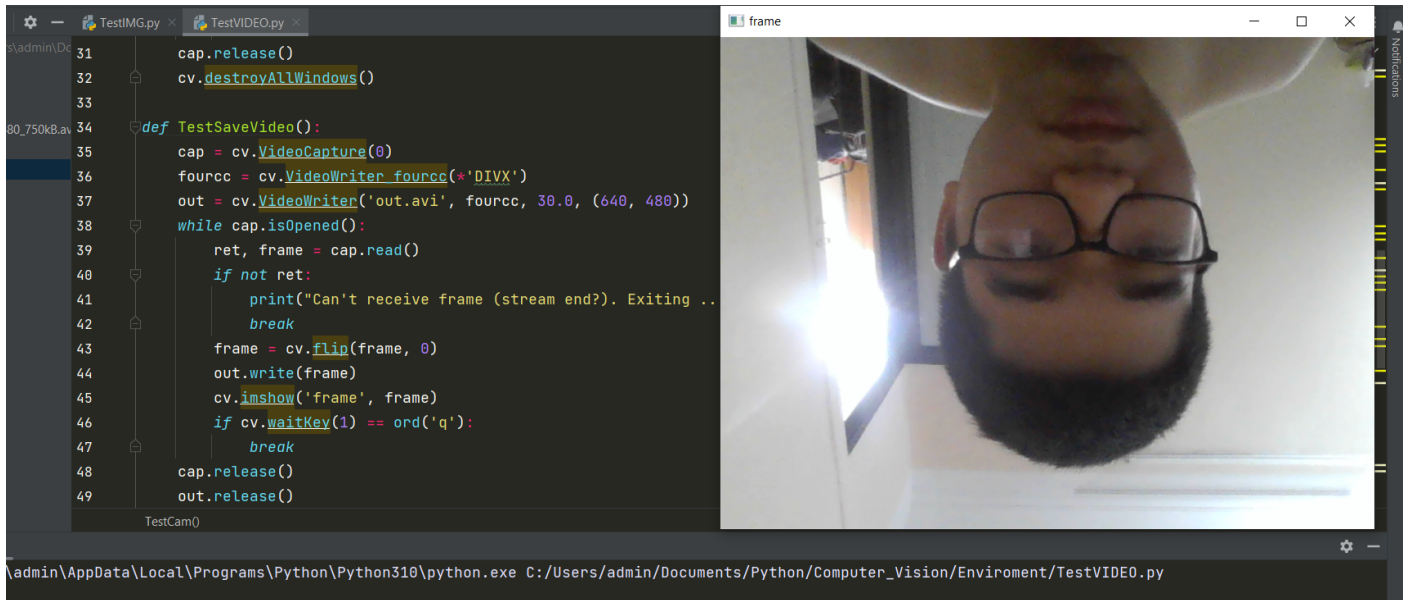 TestIMG.py × TestVIDEO.py ×
frame
Notifications
rs\admin\Do
80_750kB.av
31 cap.release()
32 cv.destroyAllWindows()
33
34 def TestSaveVideo():
35 cap = cv.VideoCapture(0)
36 fourcc = cv.VideoWriter_fourcc(*'DIVX')
37 out = cv.VideoWriter('out.avi', fourcc, 30.0, (640, 480))
38 while cap.isOpened():
39 ret, frame = cap.read()
40 if not ret:
41 print("Can't receive frame (stream end?). Exiting ..
42 break
43 frame = cv.flip(frame, 0)
44 out.write(frame)
45 cv.imshow('frame', frame)
46 if cv.waitKey(1) == ord('q'):
47 break
48 cap.release()
49 out.release()
TestCam()
\admin\AppData\Local\Programs\Python\Python310\python.exe C:/Users/admin/Documents/Python/Computer_Vision/Enviroment/TestVIDEO.py